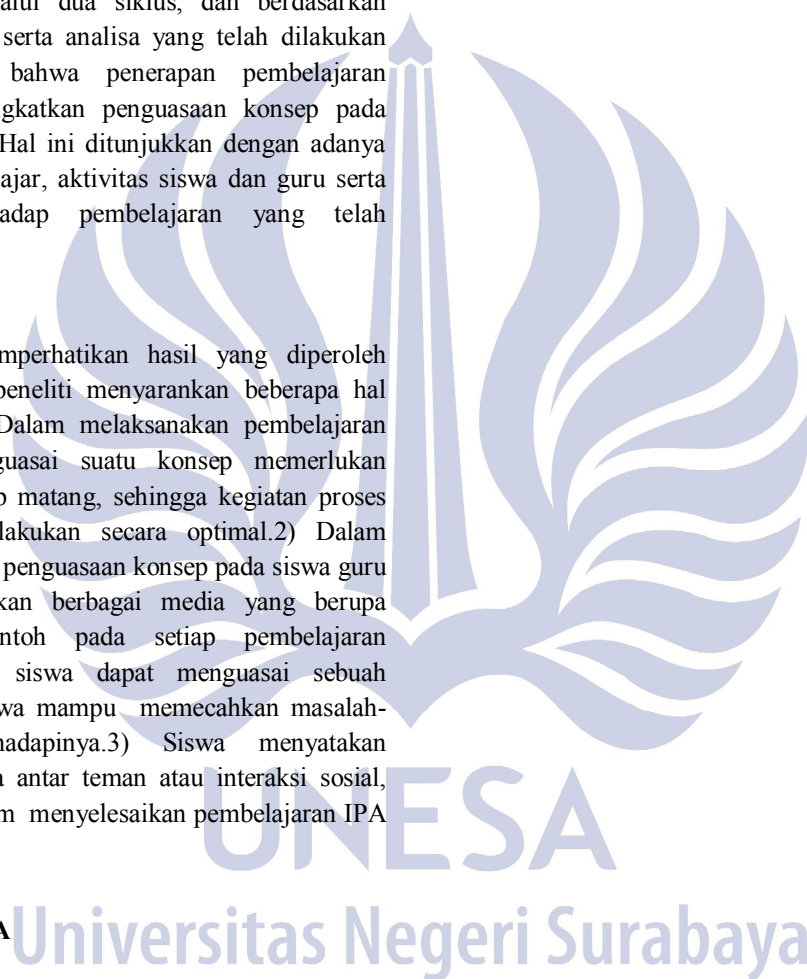 dua siklus, dan berdasarkan
serta analisa yang telah dilakukan
bahwa penerapan pembelajaran
ngkatkan penguasaan konsep pada
Hal ini ditunjukkan dengan adanya
ajar, aktivitas siswa dan guru serta
adap pembelajaran yang telah
mperhatikan hasil yang diperoleh
peneliti menyarankan beberapa hal
Dalam melaksanakan pembelajaran
guasai suatu konsep memerlukan
p matang, sehingga kegiatan proses
lakukan secara optimal.2) Dalam
penguasaan konsep pada siswa guru
kan berbagai media yang berupa
ntoh pada setiap pembelajaran
siswa dapat menguasai sebuah
wa mampu memecahkan masalah-
hadapinya.3) Siswa menyatakan
a antar teman atau interaksi sosial,
m menyelesaikan pembelajaran IPA
UNESA
A
Universitas Negeri Surabaya